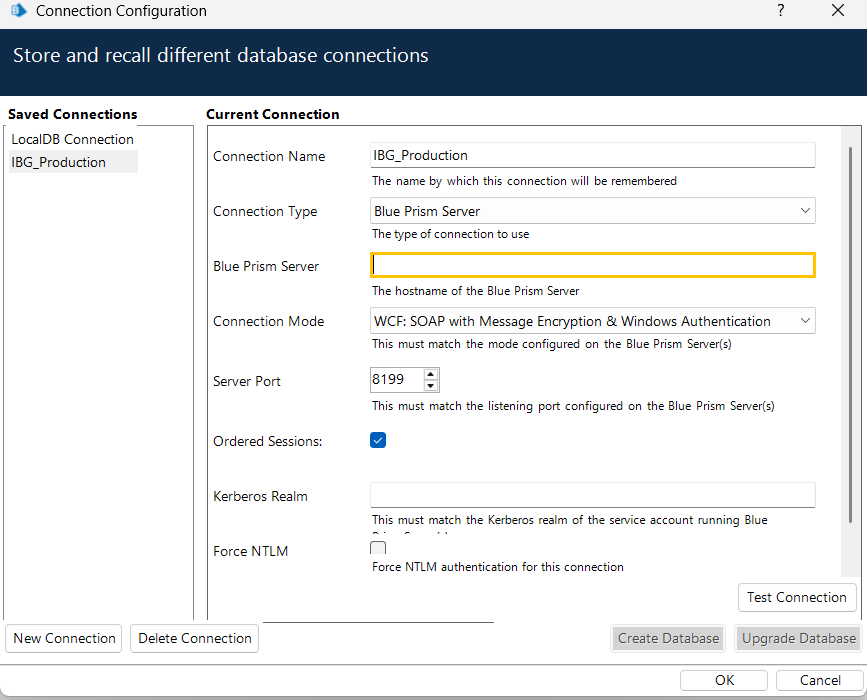 Connection Configuration
?
Store and recall different database connections
Saved Connections
LocalDB Connection
IBG_Production
Current Connection
Connection Name
IBG_Production
The name by which this connection will be remembered
Connection Type
Blue Prism Server
The type of connection to use
Blue Prism Server
The hostname of the Blue Prism Server
Connection Mode
WCF: SOAP with Message Encryption & Windows Authentication
This must match the mode configured on the Blue Prism Server(s)
Server Port
8199
This must match the listening port configured on the Blue Prism Server(s)
Ordered Sessions:
Kerberos Realm
This must match the Kerberos realm of the service account running Blue
Force NTLM
Force NTLM authentication for this connection
Test Connection
New Connection
Delete Connection
Create Database
Upgrade Database
OK
Cancel